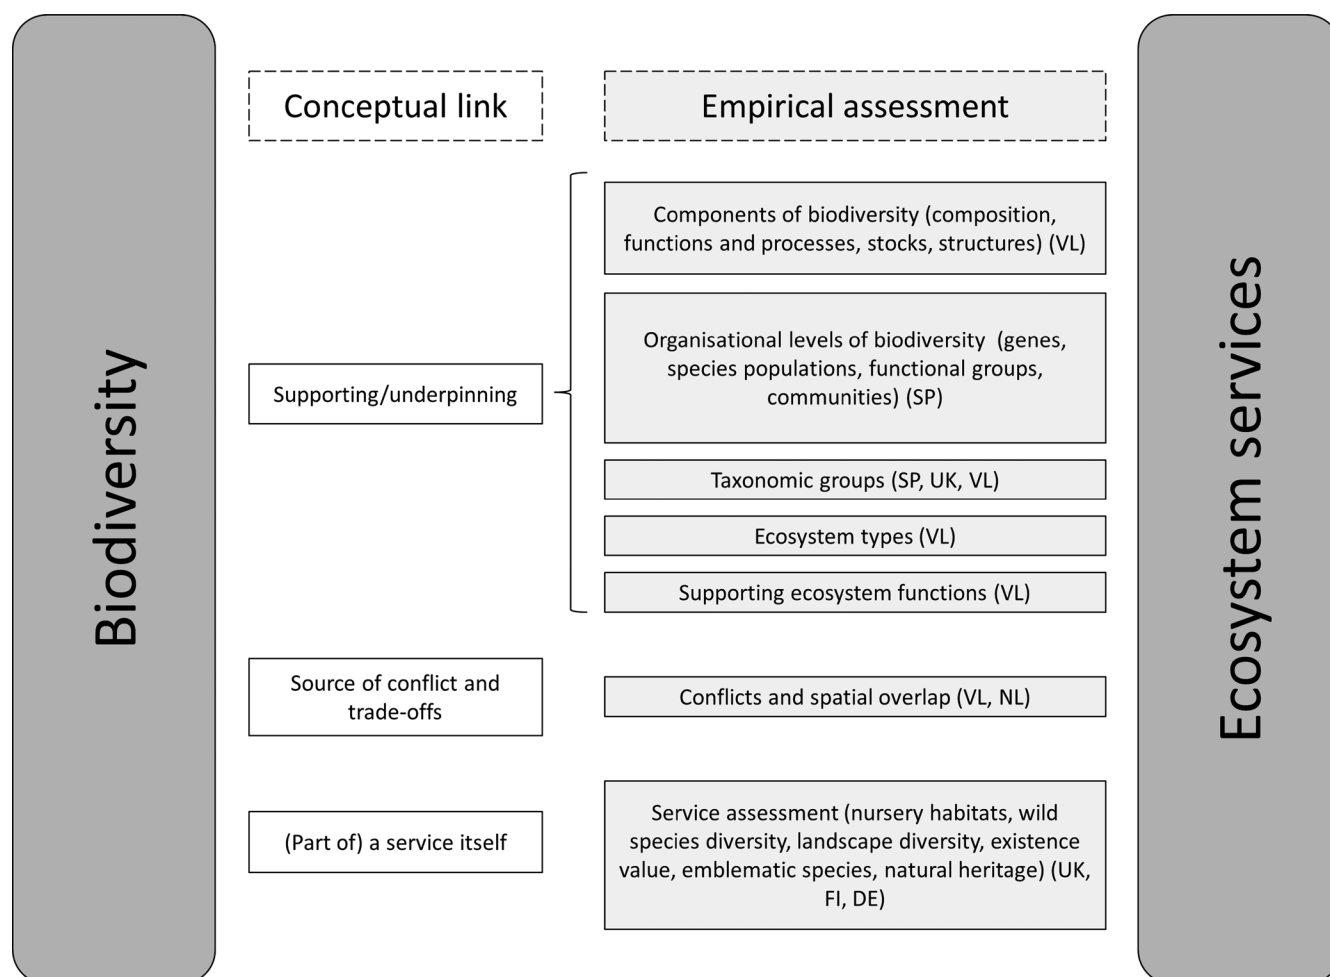 Biodiversity
Conceptual link
Empirical assessment
Supporting/underpinning
Components of biodiversity (composition,
functions and processes, stocks, structures) (VL)
Organisational levels of biodiversity  (genes,
species populations, functional groups,
communities) (SP)
Taxonomic groups (SP, UK, VL)
Ecosystem types (VL)
Supporting ecosystem functions (VL)
Source of conflict and
trade-offs
Conflicts and spatial overlap (VL, NL)
(Part of) a service itself
Service assessment (nursery habitats, wild
species diversity, landscape diversity, existence
value, emblematic species, natural heritage) (UK,
FI, DE)
Ecosystem services